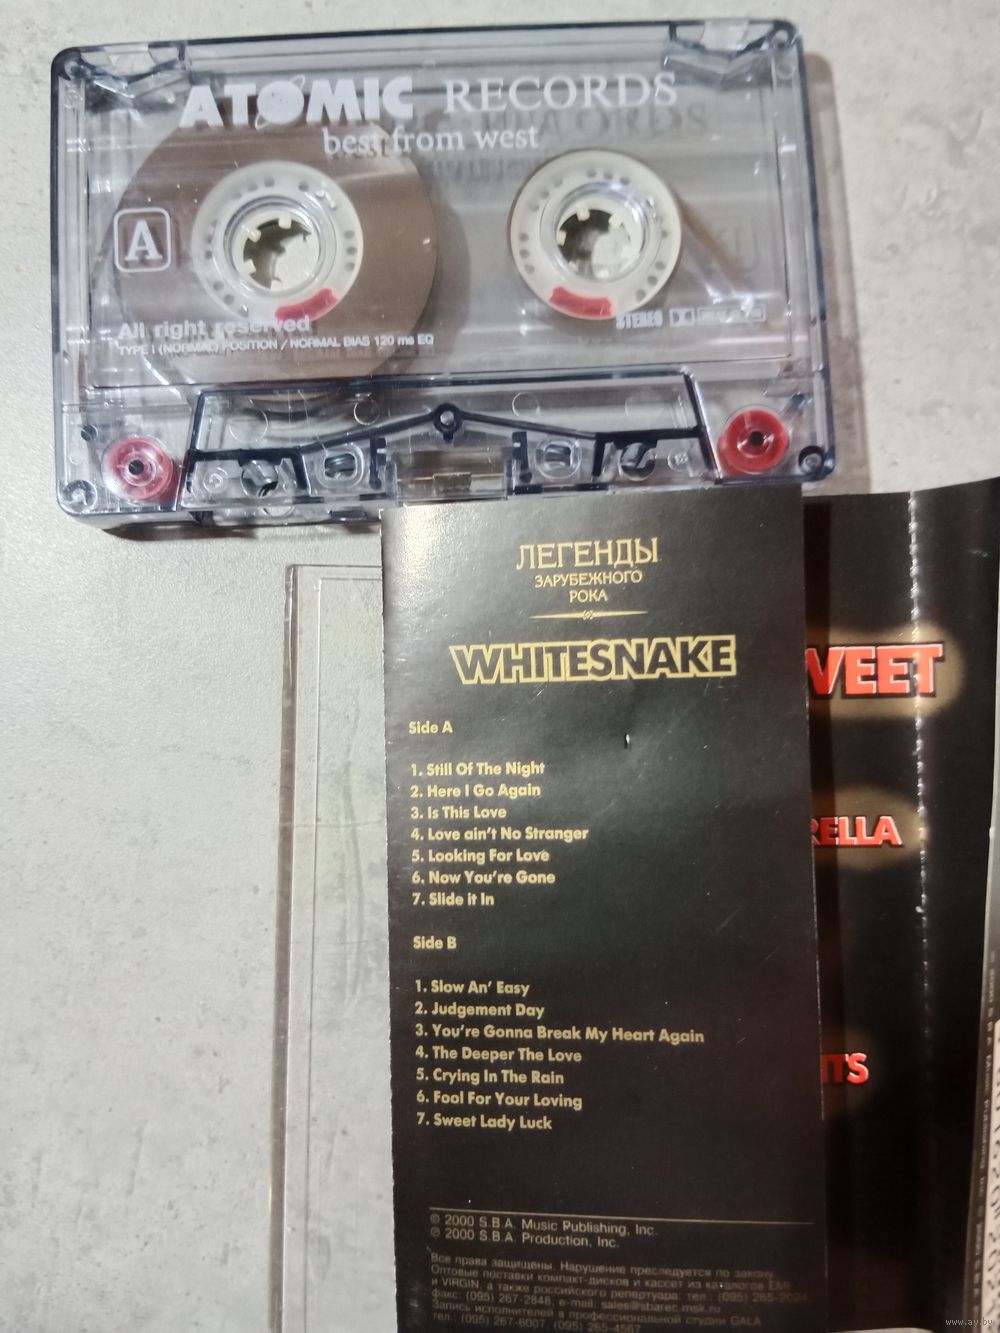 ATOMIC RECORDS
best from west
A
All right reserved
TYPE I (NORMAL) POSITION / NORMAL BIAS 120 ms EQ
STEREO
ЛЕГЕНДЫ
ЗАРУБЕЖНОГО
РОКА
WHITESNAKE
Side A
1. Still Of The Night
2. Here I Go Again
3. Is This Love
4. Love ain't No Stranger
5. Looking For Love
6. Now You're Gone
7. Slide it In
Side B
1. Slow An' Easy
2. Judgement Day
3. You're Gonna Break My Heart Again
4. The Deeper The Love
5. Crying In The Rain
6. Fool For Your Loving
7. Sweet Lady Luck
© 2000 S.B.A. Music Publishing, Inc.
℗ 2000 S.B.A. Production, Inc.
Все права защищены. Нарушение преследуется по закону.
Оптовые поставки компакт-дисков и кассет из каталогов EMI
и VIRGIN, а также российского репертуара: тел.: (095) 265-2024,
факс: (095) 267-2848, e-mail: sales@sbarec.msk.ru
Запись исполнителей в профессиональной студии GALA
тел.: (095) 267-6007, (095) 265-4567
VEET
RELLA
ITS
www.ay.by